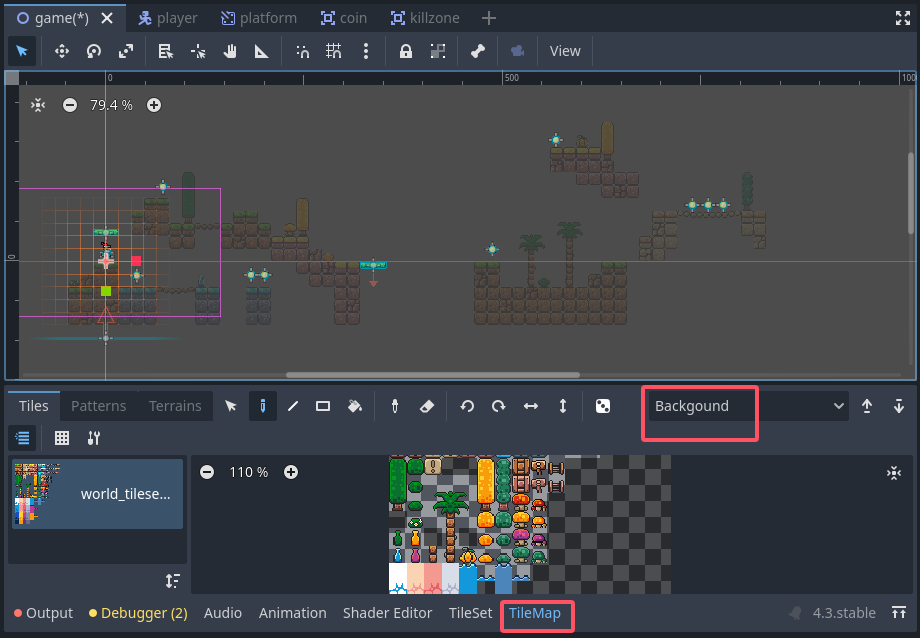 game(*) player platform coin killzone
View
0 500 100
79.4 %
0
Tiles Patterns Terrains Backgound
world_tilese... 110 %
Output Debugger (2) Audio Animation Shader Editor TileSet TileMap 4.3.stable